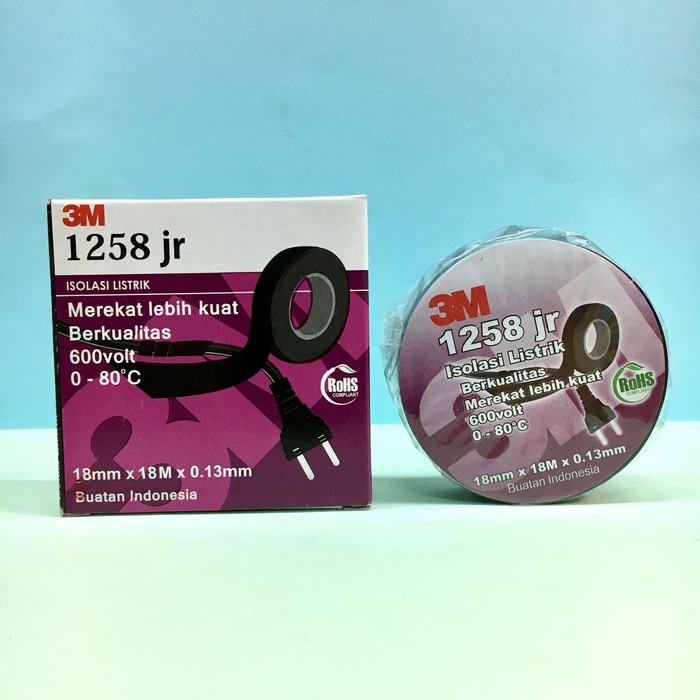 3M
1258 jr
ISOLASI LISTRIK
Merekat lebih kuat
Berkualitas
600volt
0 - 80°C
RoHS
COMPLIANT
18mm x 18M x 0.13mm
Buatan Indonesia
3M
1258 jr
Isolasi Listrik
Berkualitas
Merekat lebih kuat
600volt
0 - 80°C
RoHS
COMPLIANT
18mm x 18M x 0.13mm
Buatan Indonesia